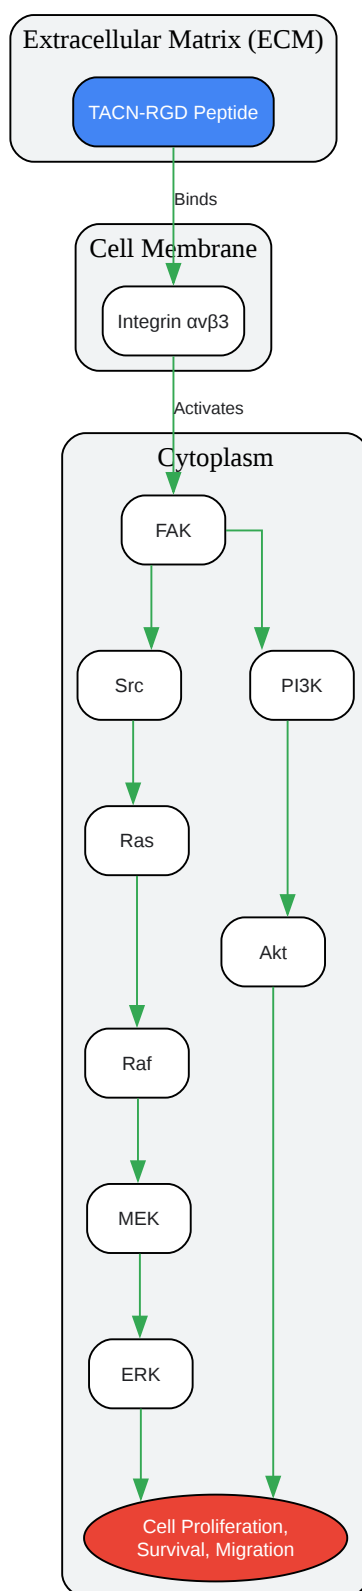 Extracellular Matrix (ECM)
TACN-RGD Peptide
Binds
Cell Membrane
Integrin αvβ3
Activates
Cytoplasm
FAK
Src
PI3K
Ras
Akt
Raf
MEK
ERK
Cell Proliferation,
Survival, Migration